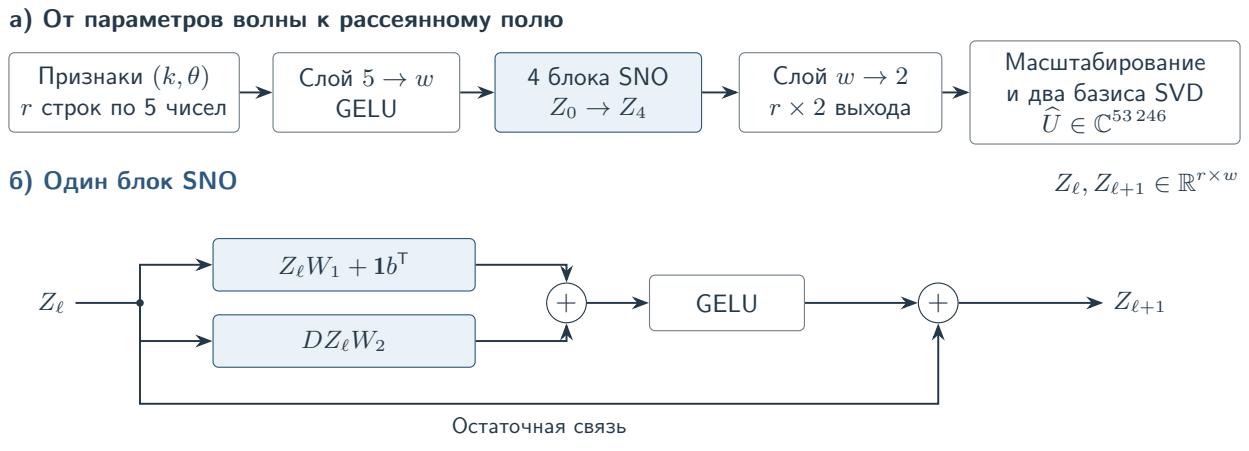 а) От параметров волны к рассеянному полю
Признаки (k, θ)
r строк по 5 чисел
Слой 5 → w
GELU
4 блока SNO
Z₀ → Z₄
Слой w → 2
r × 2 выхода
Масштабирование
и два базиса SVD
Û ∈ ℂ⁵³ ²⁴⁶
б) Один блок SNO
Z_ℓ, Z_{ℓ+1} ∈ ℝ^{r×w}
Z_ℓ
Z_ℓW₁ + 1b^T
DZ_ℓW₂
+
GELU
+
Z_{ℓ+1}
Остаточная связь